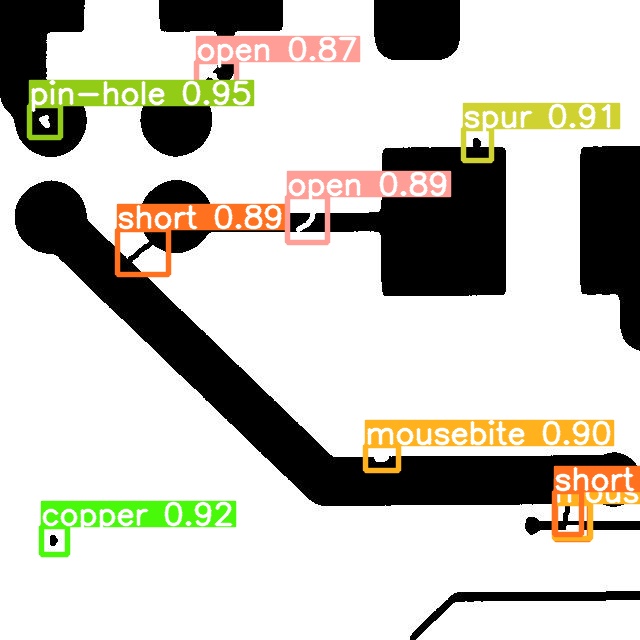 open 0.87
pin-hole 0.95
spur 0.91
open 0.89
short 0.89
mousebite 0.90
short
copper 0.92